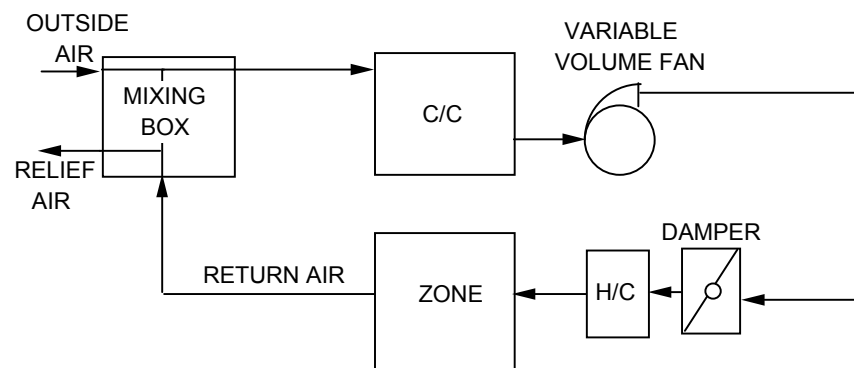 OUTSIDE
AIR
MIXING
BOX
RELIEF
AIR
C/C
VARIABLE
VOLUME FAN
RETURN AIR
ZONE
H/C
DAMPER